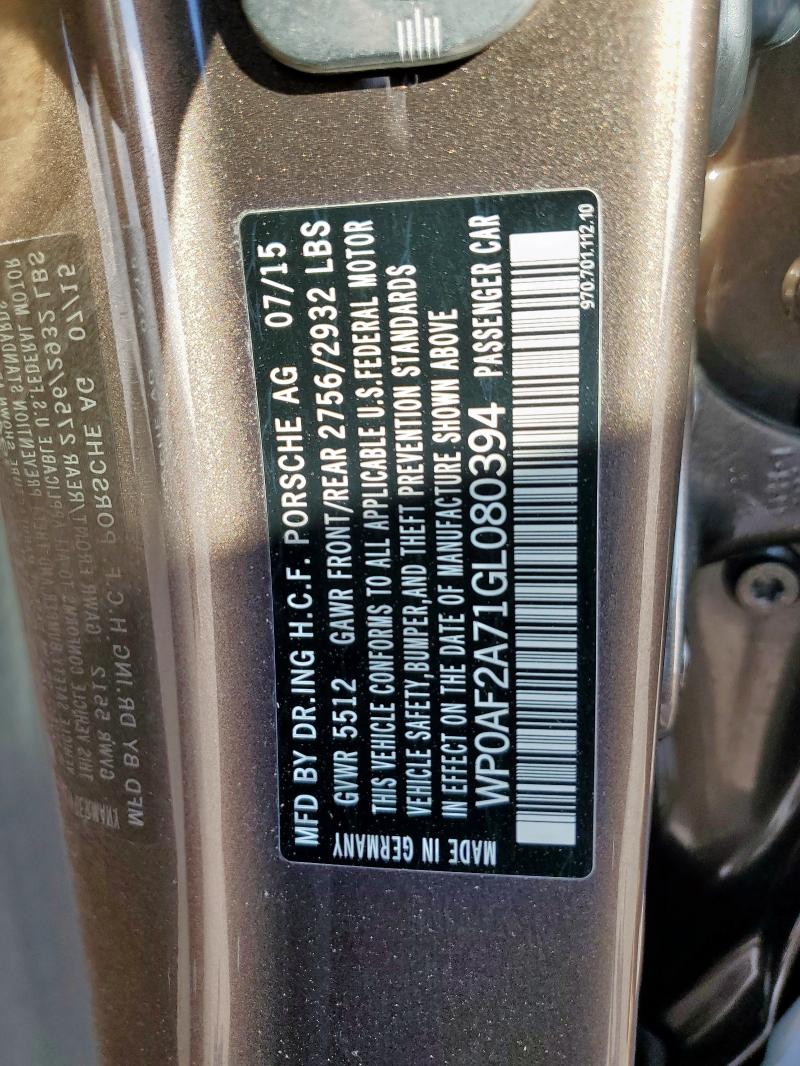 MFD BY DR.ING H.C.F. PORSCHE AG 07/15
GVWR 5512 GAWR FRONT/REAR 2756/2932 LBS
THIS VEHICLE CONFORMS TO ALL APPLICABLE U.S.FEDERAL MOTOR
VEHICLE SAFETY,BUMPER,AND THEFT PREVENTION STANDARDS
IN EFFECT ON THE DATE OF MANUFACTURE SHOWN ABOVE
WP0AF2A71GL080394 PASSENGER CAR
970.701.112.10
MADE IN GERMANY